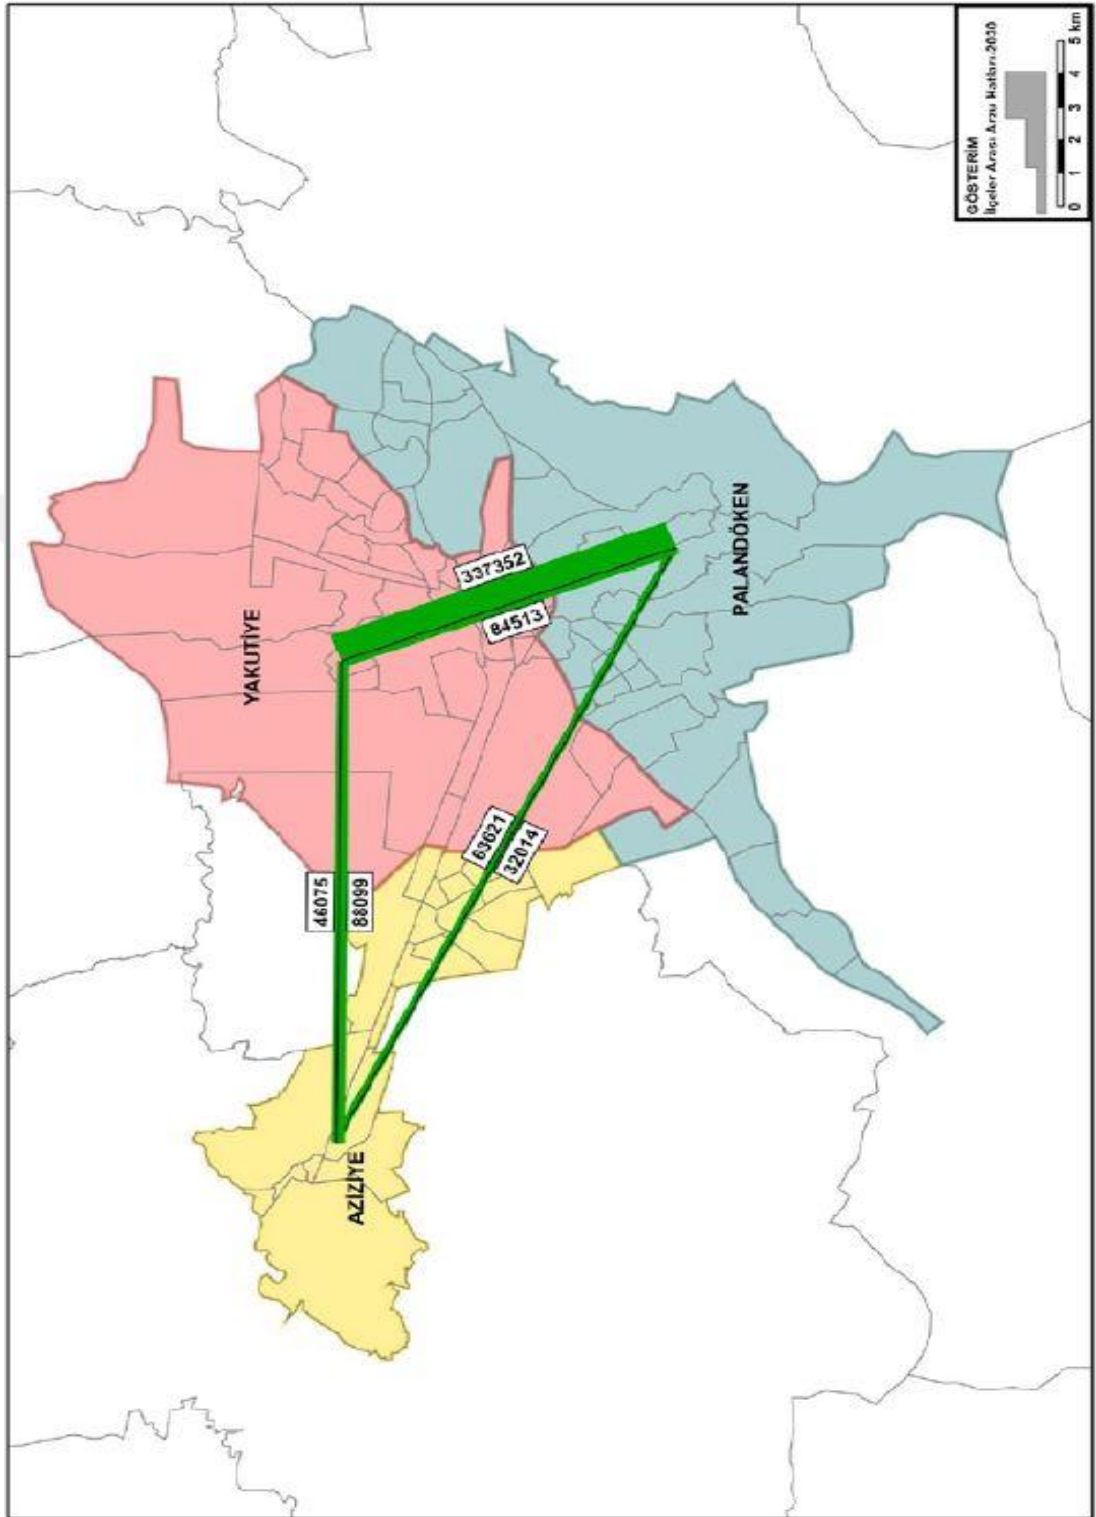 YAKUTİYE
337352
84513
46075
88099
63621
32014
AZİZİYE
PALANDÖKEN
GÖSTERİM
İlçeler Arası Arzu Hatları-2030
0 1 2 3 4 5 km